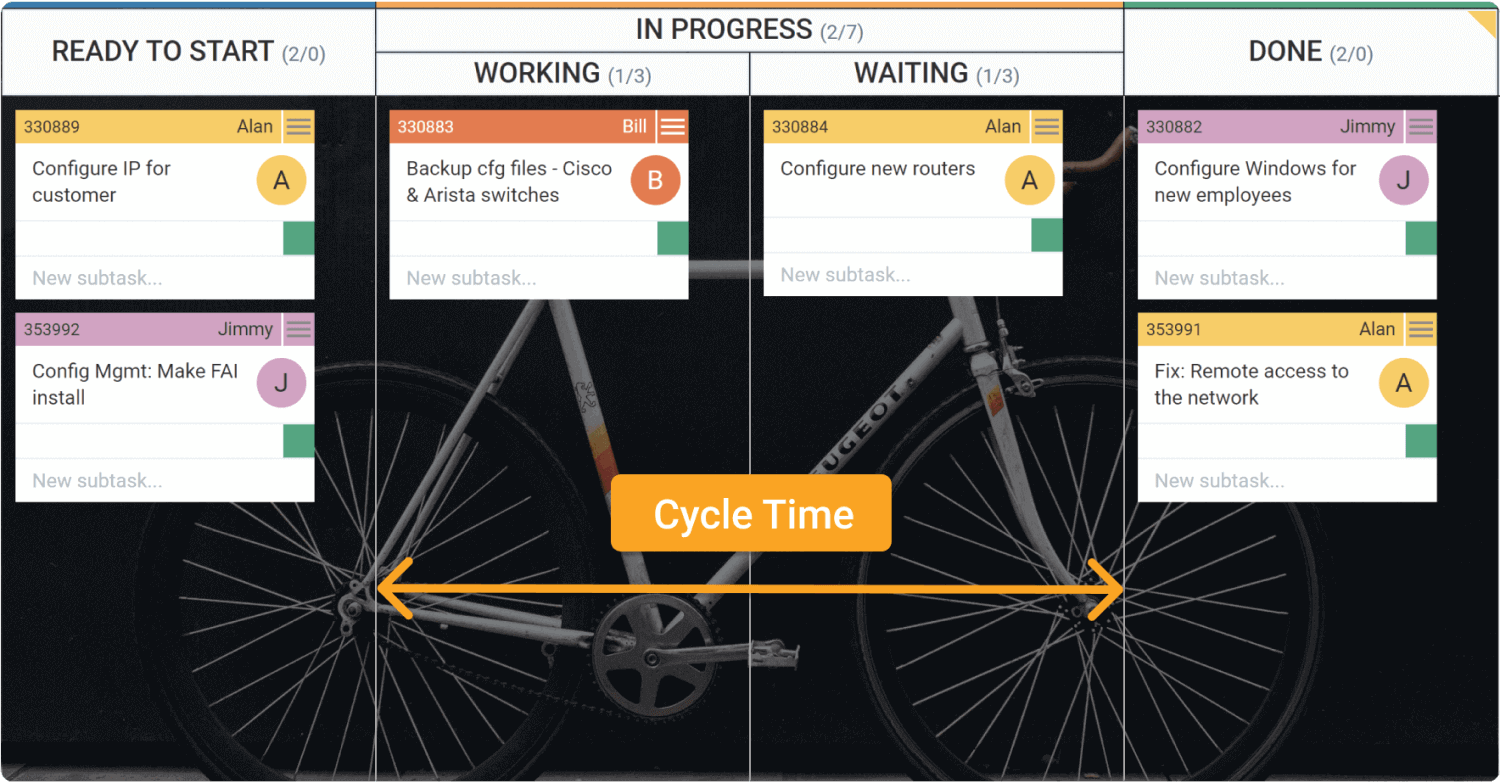 READY TO START (2/0)
IN PROGRESS (2/7)
WORKING (1/3)
WAITING (1/3)
DONE (2/0)
330889 Alan
Configure IP for
customer
A
New subtask...
353992 Jimmy
Config Mgmt: Make FAI
install
J
New subtask...
330883 Bill
Backup cfg files - Cisco
& Arista switches
B
New subtask...
330884 Alan
Configure new routers
A
New subtask...
330882 Jimmy
Configure Windows for
new employees
J
New subtask...
353991 Alan
Fix: Remote access to
the network
A
New subtask...
Cycle Time